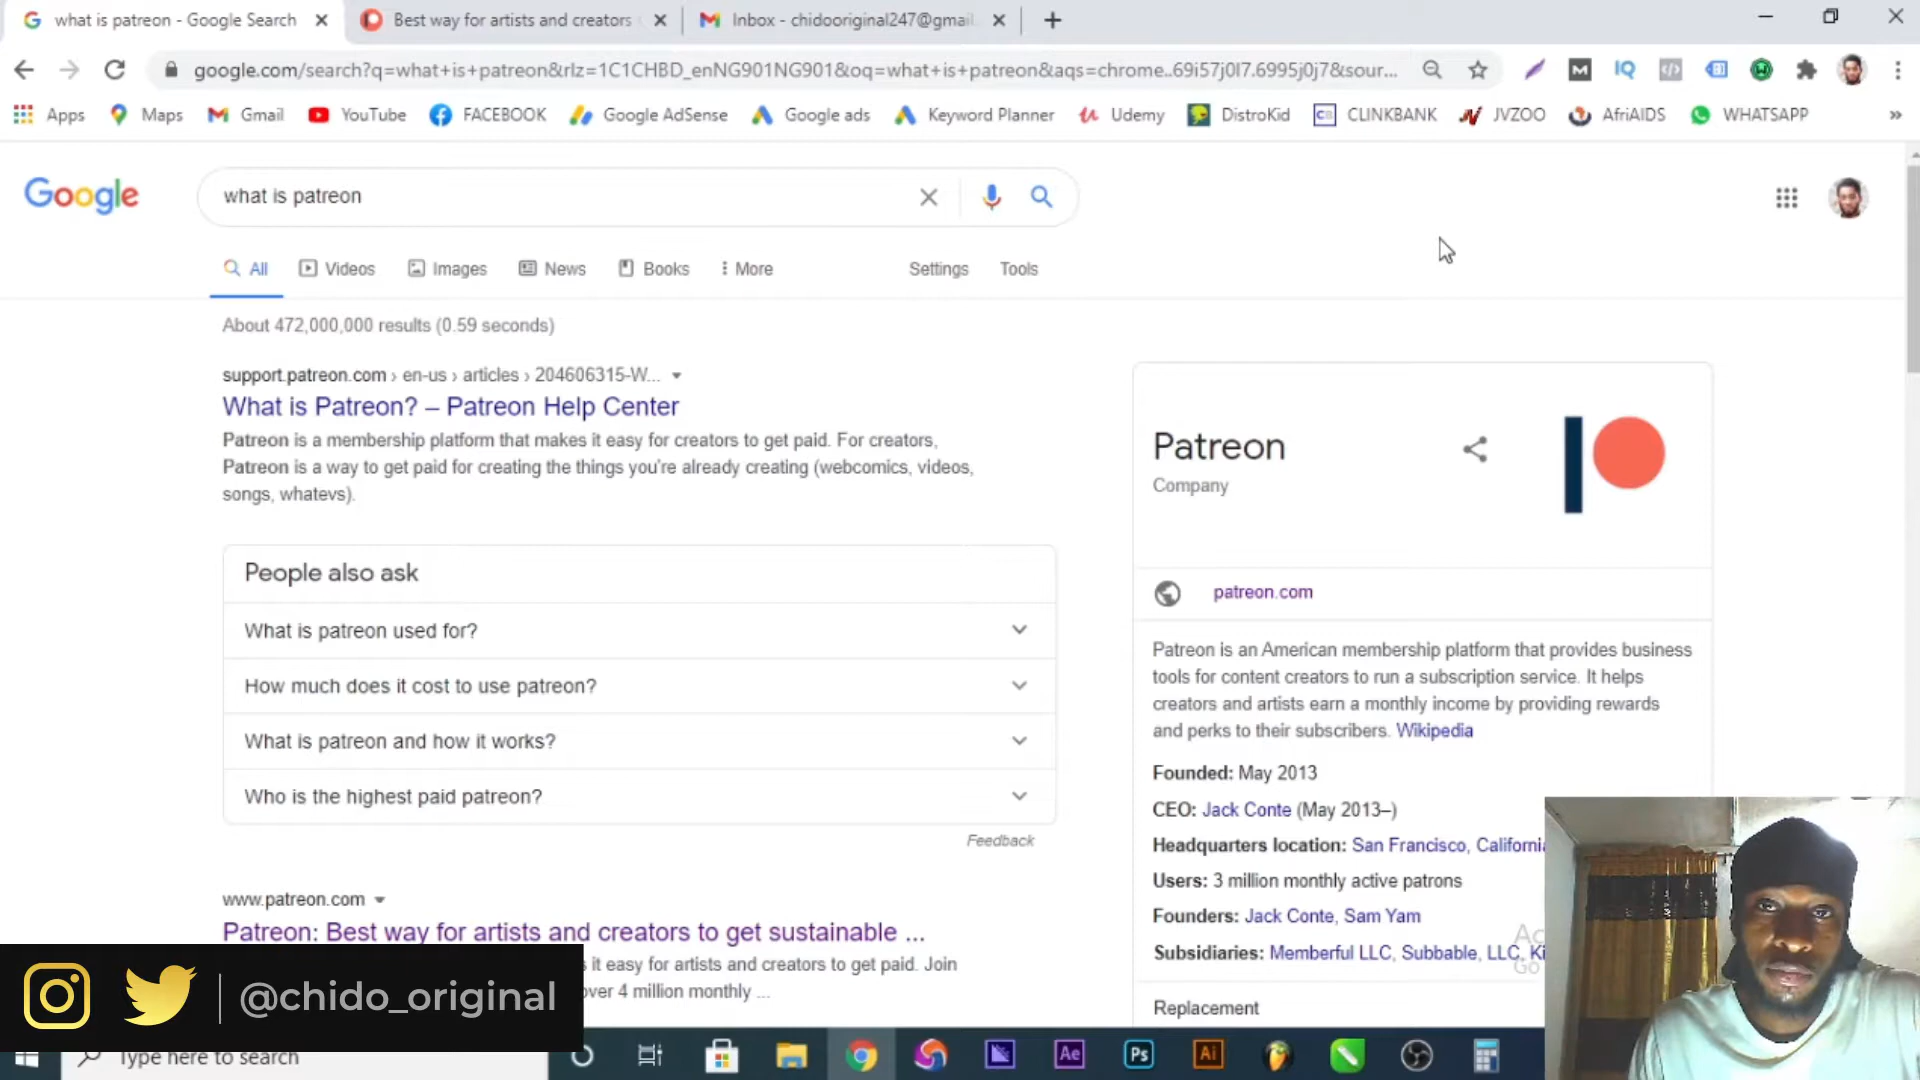 what is patreon - Google Search
Best way for artists and creators
Inbox - chidooriginal247@gmail.
google.com/search?q=what+is+patreon&rlz=1C1CHBD_enNG901NG901&oq=what+is+patreon&aqs=chrome..69i57j0l7.6995j0j7&sour...
Apps
Maps
Gmail
YouTube
FACEBOOK
Google AdSense
Google ads
Keyword Planner
Udemy
DistroKid
CLINKBANK
JVZOO
AfriAIDS
WHATSAPP
Google
what is patreon
All
Videos
Images
News
Books
More
Settings
Tools
About 472,000,000 results (0.59 seconds)
support.patreon.com › en-us › articles › 204606315-W...
What is Patreon? – Patreon Help Center
Patreon is a membership platform that makes it easy for creators to get paid. For creators,
Patreon is a way to get paid for creating the things you're already creating (webcomics, videos,
songs, whatevs).
People also ask
What is patreon used for?
How much does it cost to use patreon?
What is patreon and how it works?
Who is the highest paid patreon?
Feedback
www.patreon.com
Patreon: Best way for artists and creators to get sustainable ...
it easy for artists and creators to get paid. Join
over 4 million monthly ...
Patreon
Company
patreon.com
Patreon is an American membership platform that provides business
tools for content creators to run a subscription service. It helps
creators and artists earn a monthly income by providing rewards
and perks to their subscribers. Wikipedia
Founded: May 2013
CEO: Jack Conte (May 2013–)
Headquarters location: San Francisco, California
Users: 3 million monthly active patrons
Founders: Jack Conte, Sam Yam
Subsidiaries: Memberful LLC, Subbable, LLC, Ki
Replacement
@chido_original
Type here to search
Ae
Ps
Ai